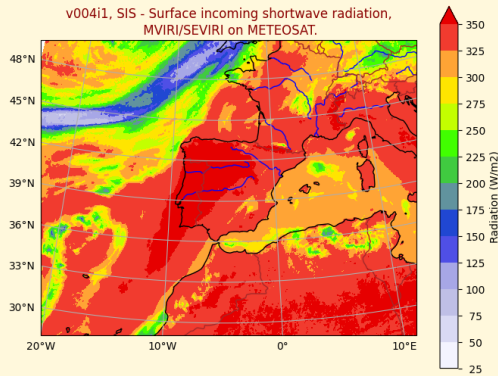 v004i1, SIS - Surface incoming shortwave radiation,
MVIRI/SEVIRI on METEOSAT.
48°N
45°N
42°N
39°N
36°N
33°N
30°N
20°W
10°W
0°
10°E
350
325
300
275
250
225
200
175
150
125
100
75
50
25
Radiation (W/m2)